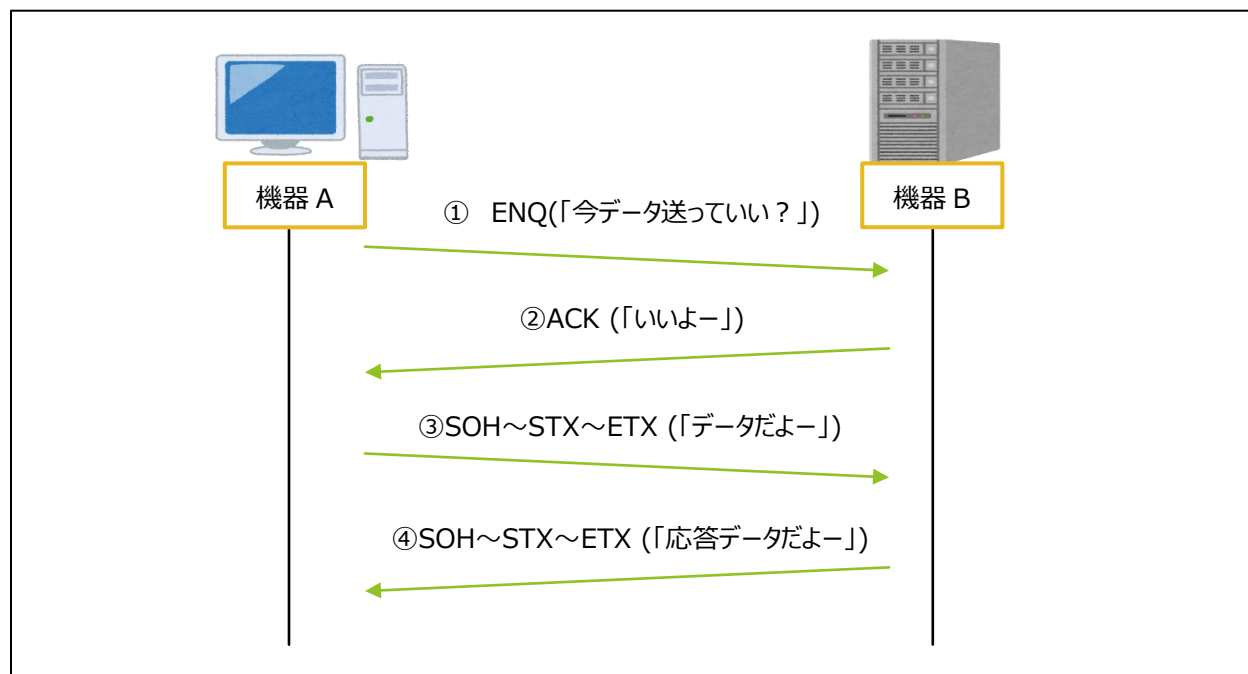 機器 A
機器 B
① ENQ(「今データ送っていい？」)
②ACK (「いいよー」)
③SOH～STX～ETX (「データだよー」)
④SOH～STX～ETX (「応答データだよー」)